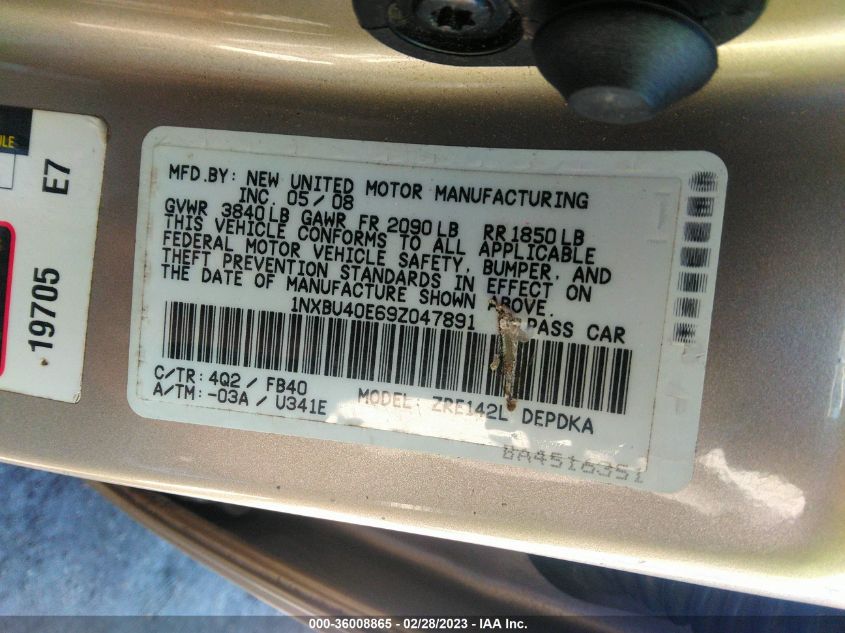 MFD.BY: NEW UNITED MOTOR MANUFACTURING
INC. 05/08
GVWR 3840LB GAWR FR 2090LB RR 1850LB
THIS VEHICLE CONFORMS TO ALL APPLICABLE
FEDERAL MOTOR VEHICLE SAFETY, BUMPER, AND
THEFT PREVENTION STANDARDS IN EFFECT ON
THE DATE OF MANUFACTURE SHOWN ABOVE.
1NXBU40E69Z047891 PASS CAR
C/TR: 4Q2 / FB40
A/TM: -03A / U341E MODEL: ZRE142L DEPDKA
BA4516351
E7
19705
000-36008865 / 02/28/2023 - IAA Inc.